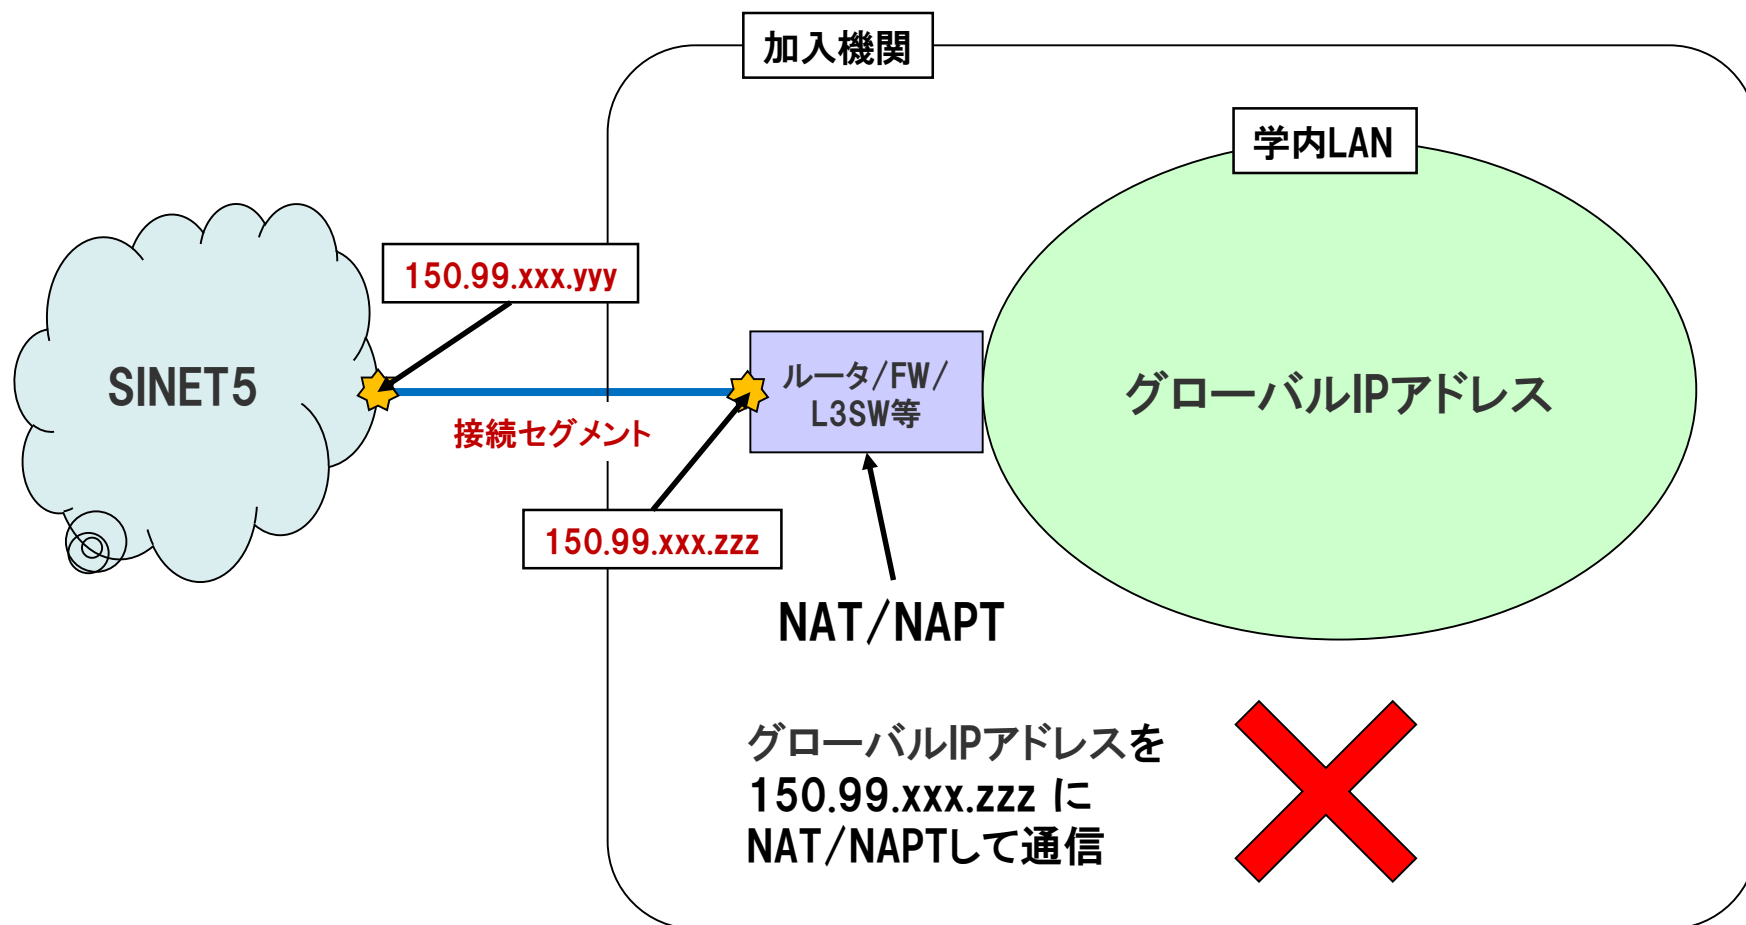 加入機関
学内LAN
150.99.xxx.yyy
SINET5
ルータ/FW/
L3SW等
グローバルIPアドレス
接続セグメント
150.99.xxx.zzz
NAT/NAPT
グローバルIPアドレスを
150.99.xxx.zzz に
NAT/NAPTして通信